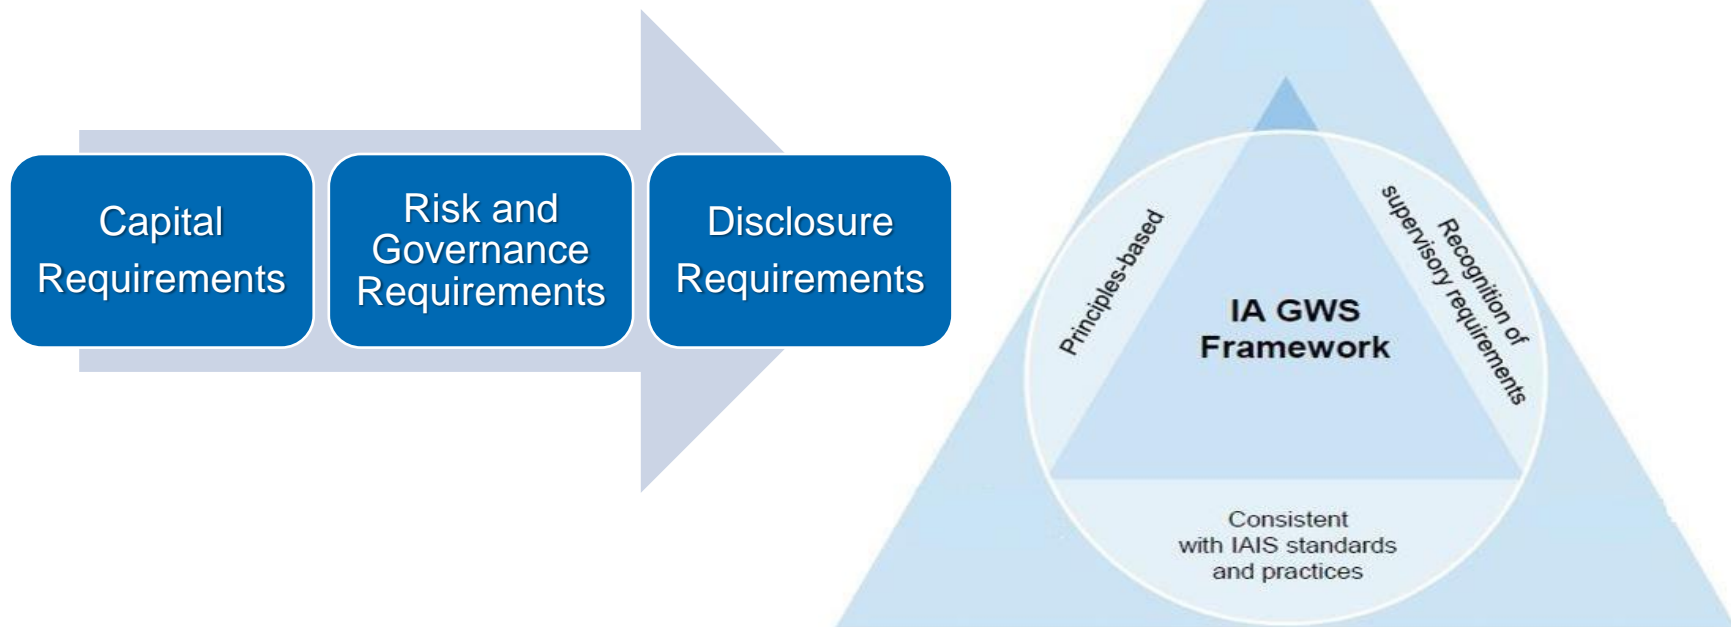 Capital
Requirements
Risk and
Governance
Requirements
Disclosure
Requirements
Principles-based
Recognition of
supervisory requirements
IA GWS
Framework
Consistent
with IAIS standards
and practices